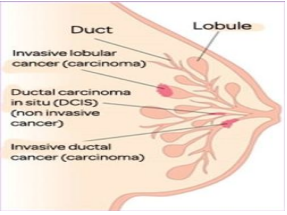 Duct
Lobule
Invasive lobular
cancer (carcinoma)
Ductal carcinoma
in situ (DCIS)
(non invasive
cancer)
Invasive ductal
cancer (carcinoma)